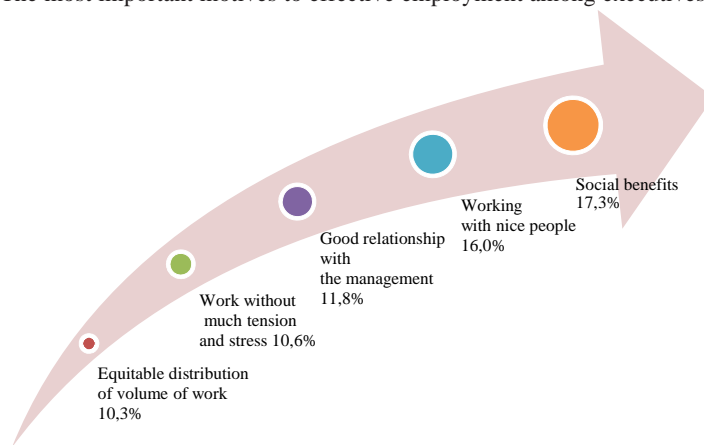 The most important motives to effective employment among executives
Social benefits
17,3%
Working
with nice people
16,0%
Good relationship
with
the management
11,8%
Work without
much tension
and stress 10,6%
Equitable distribution
of volume of work
10,3%